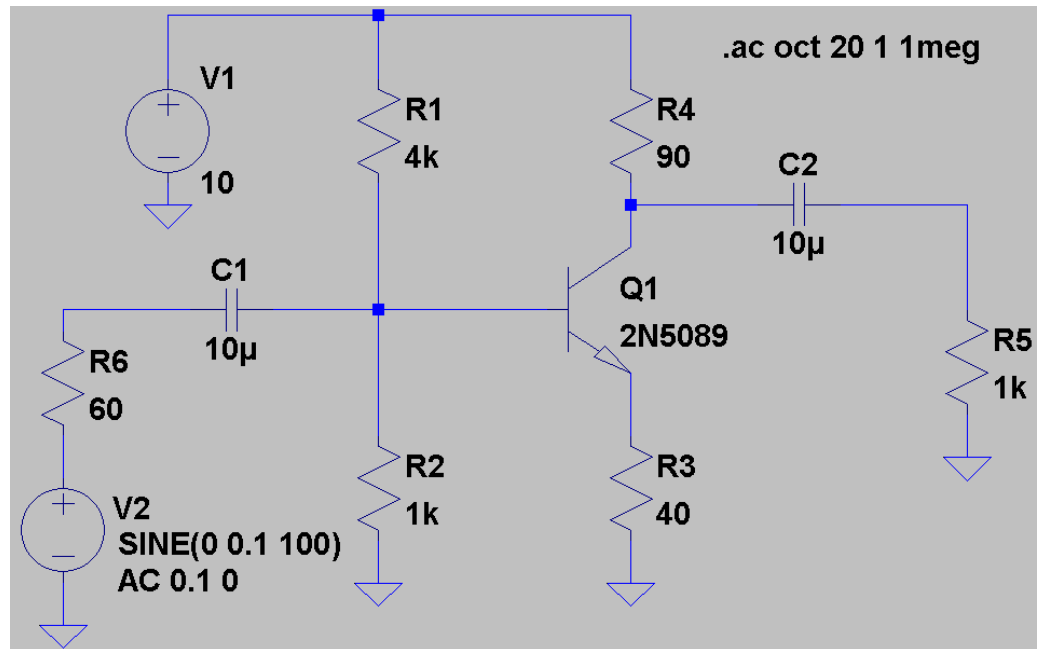 .ac oct 20 1 1meg
V1
10
R1
4k
R4
90
C2
10µ
C1
10µ
Q1
2N5089
R6
60
R5
1k
R2
1k
R3
40
V2
SINE(0 0.1 100)
AC 0.1 0